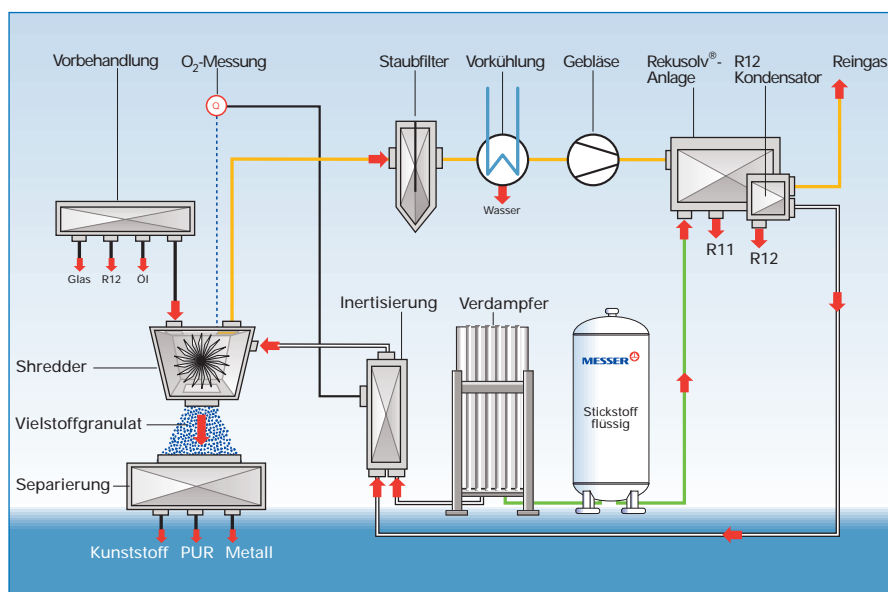 Vorbehandlung
O2-Messung
Staubfilter
Vorkühlung
Gebläse
Rekusolv®-
Anlage
R12
Kondensator
Reingas
Q
Wasser
Glas
R12
Öl
R11
R12
Inertisierung
Verdampfer
MESSER
Stickstoff
flüssig
Shredder
Vielstoffgranulat
Separierung
Kunststoff
PUR
Metall